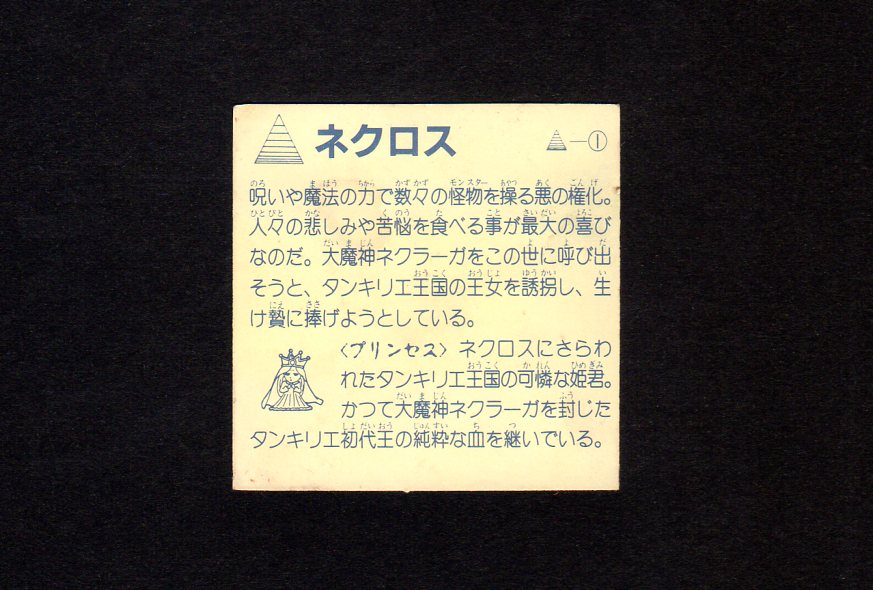 ネクロス
—①
呪いや魔法の力で数々の怪物を操る悪の権化。
人々の悲しみや苦悩を食べる事が最大の喜び
なのだ。大魔神ネクラーガをこの世に呼び出
そうと、タンキリエ王国の王女を誘拐し、生
け贄に捧げようとしている。
〈プリンセス〉ネクロスにさらわ
れたタンキリエ王国の可憐な姫君。
かつて大魔神ネクラーガを封じた
タンキリエ初代王の純粋な血を継いでいる。